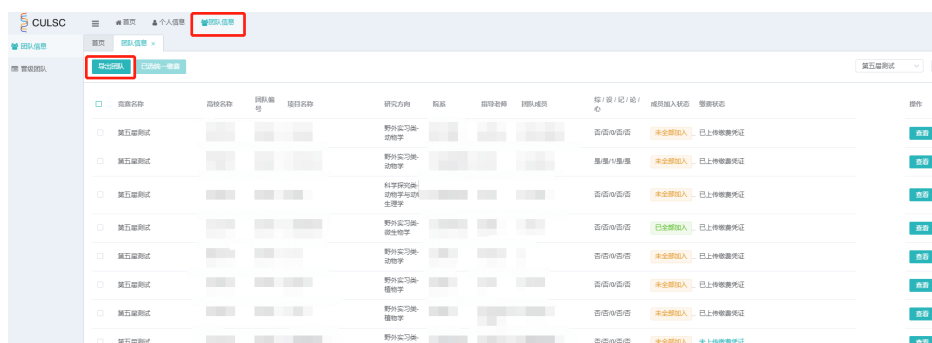 CULSC
首页
个人信息
团队信息
团队信息
晋级团队
首页
团队信息 ×
导出团队
已选统一缴费
第五届测试
竞赛名称
高校名称
团队编号
项目名称
研究方向
院系
指导老师
团队成员
综/设/记/论/心
成员加入状态
缴费状态
操作
第五届测试
野外实习类-动物学
否/否/0/否/否
未全部加入
已上传缴费凭证
查看
第五届测试
野外实习类-动物学
是/是/1/是/是
未全部加入
已上传缴费凭证
查看
第五届测试
科学探究类-动物学与动
生理学
否/否/0/否/否
未全部加入
已上传缴费凭证
查看
第五届测试
野外实习类-微生物学
否/否/0/否/否
已全部加入
已上传缴费凭证
查看
第五届测试
野外实习类-动物学
否/否/0/否/否
未全部加入
已上传缴费凭证
查看
第五届测试
野外实习类-植物学
否/否/0/否/否
未全部加入
已上传缴费凭证
查看
第五届测试
野外实习类-植物学
否/否/0/否/否
未全部加入
已上传缴费凭证
查看
第五届测试
野外实习类-
否/否/0/否/否
未全部加入
未上传缴费凭证
查看